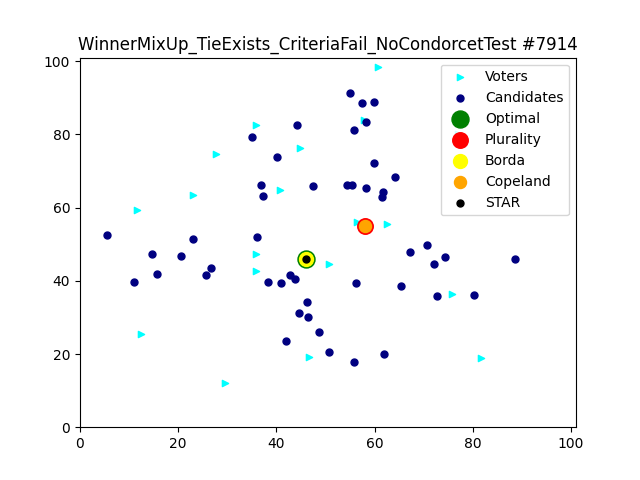 WinnerMixUp_TieExists_CriteriaFail_NoCondorcetTest #7914
100
80
60
40
20
0
0 20 40 60 80 100
Voters
Candidates
Optimal
Plurality
Borda
Copeland
STAR